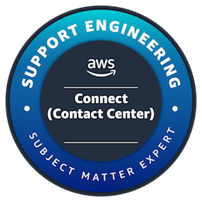 SUPPORT ENGINEERING
aws
Connect
(Contact Center)
SUBJECT MATTER EXPERT